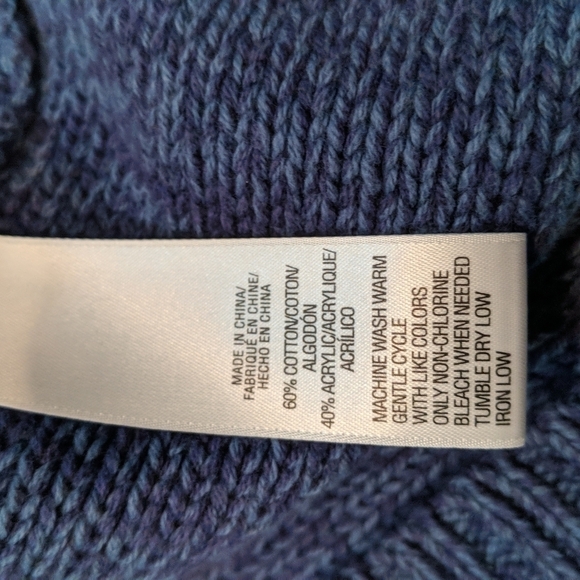 MADE IN CHINA/
FABRIQUÉ EN CHINE/
HECHO EN CHINA
60% COTTON/COTON/
ALGODÓN
40% ACRYLIC/ACRYLIQUE/
ACRÍLICO
MACHINE WASH WARM
GENTLE CYCLE
WITH LIKE COLORS
ONLY NON-CHLORINE
BLEACH WHEN NEEDED
TUMBLE DRY LOW
IRON LOW